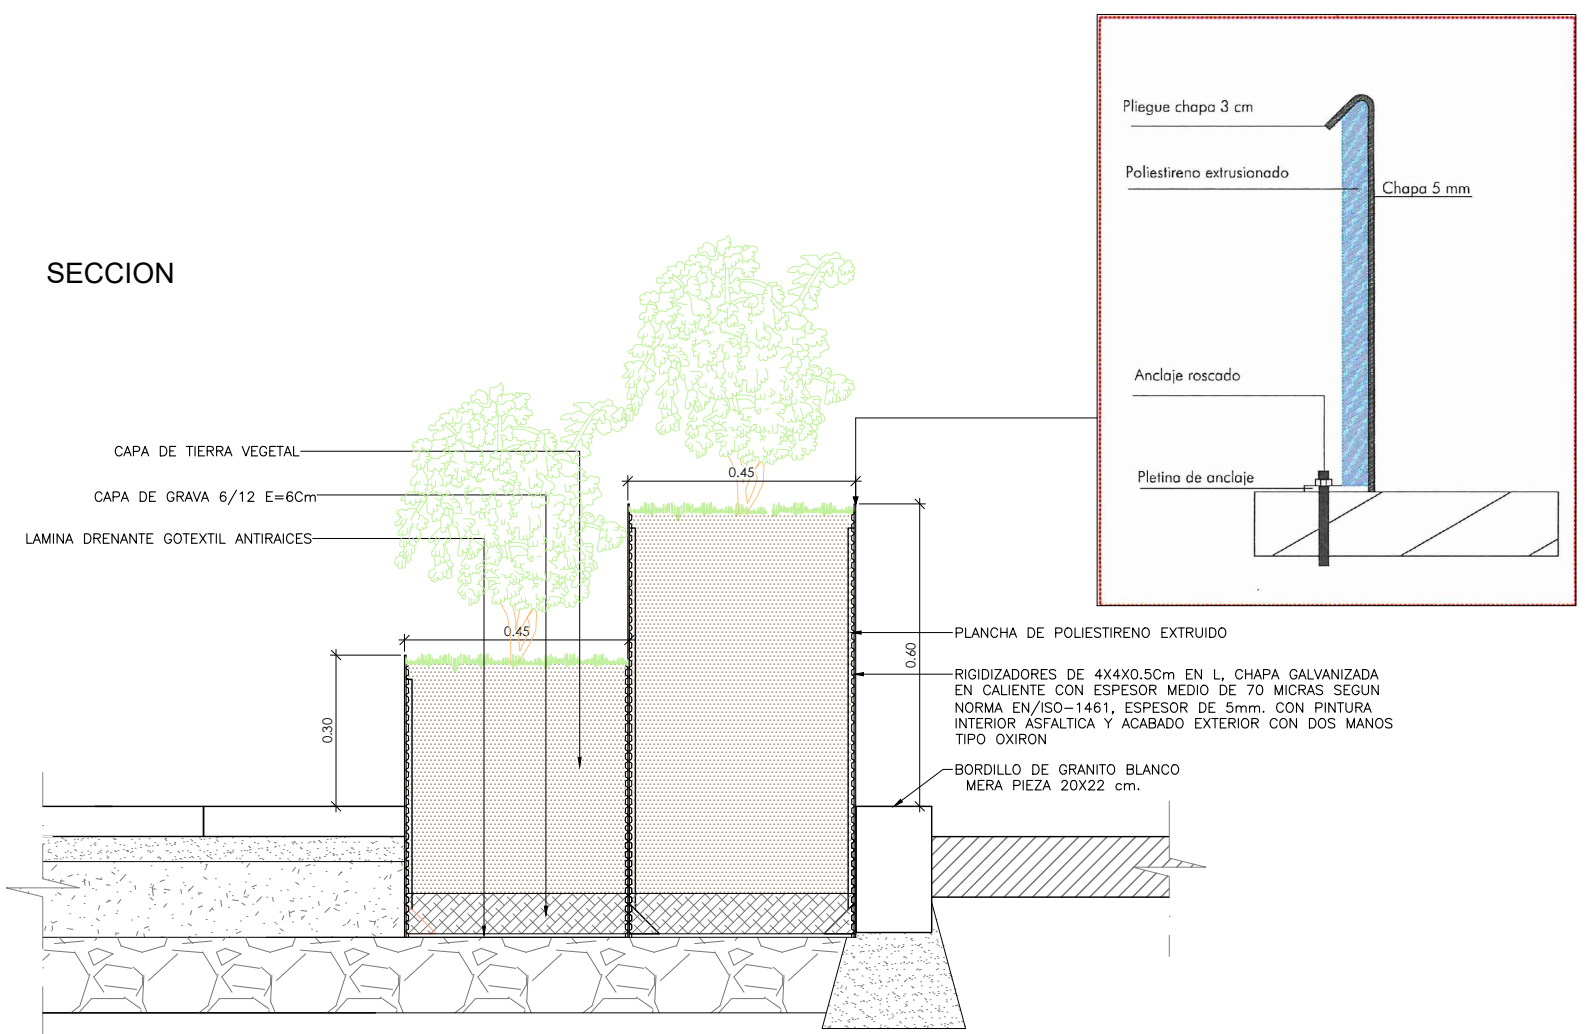 Pliegue chapa 3 cm
Poliestireno extrusionado
Chapa 5 mm
SECCION
Anclaje roscado
Pletina de anclaje
CAPA DE TIERRA VEGETAL
CAPA DE GRAVA 6/12 E=6Cm
LAMINA DRENANTE GOTEXTIL ANTIRAICES
0.45
0.45
0.30
0.60
PLANCHA DE POLIESTIRENO EXTRUIDO
RIGIDIZADORES DE 4X4X0.5Cm EN L, CHAPA GALVANIZADA
EN CALIENTE CON ESPESOR MEDIO DE 70 MICRAS SEGUN
NORMA EN/ISO-1461, ESPESOR DE 5mm. CON PINTURA
INTERIOR ASFALTICA Y ACABADO EXTERIOR CON DOS MANOS
TIPO OXIRON
BORDILLO DE GRANITO BLANCO
MERA PIEZA 20X22 cm.